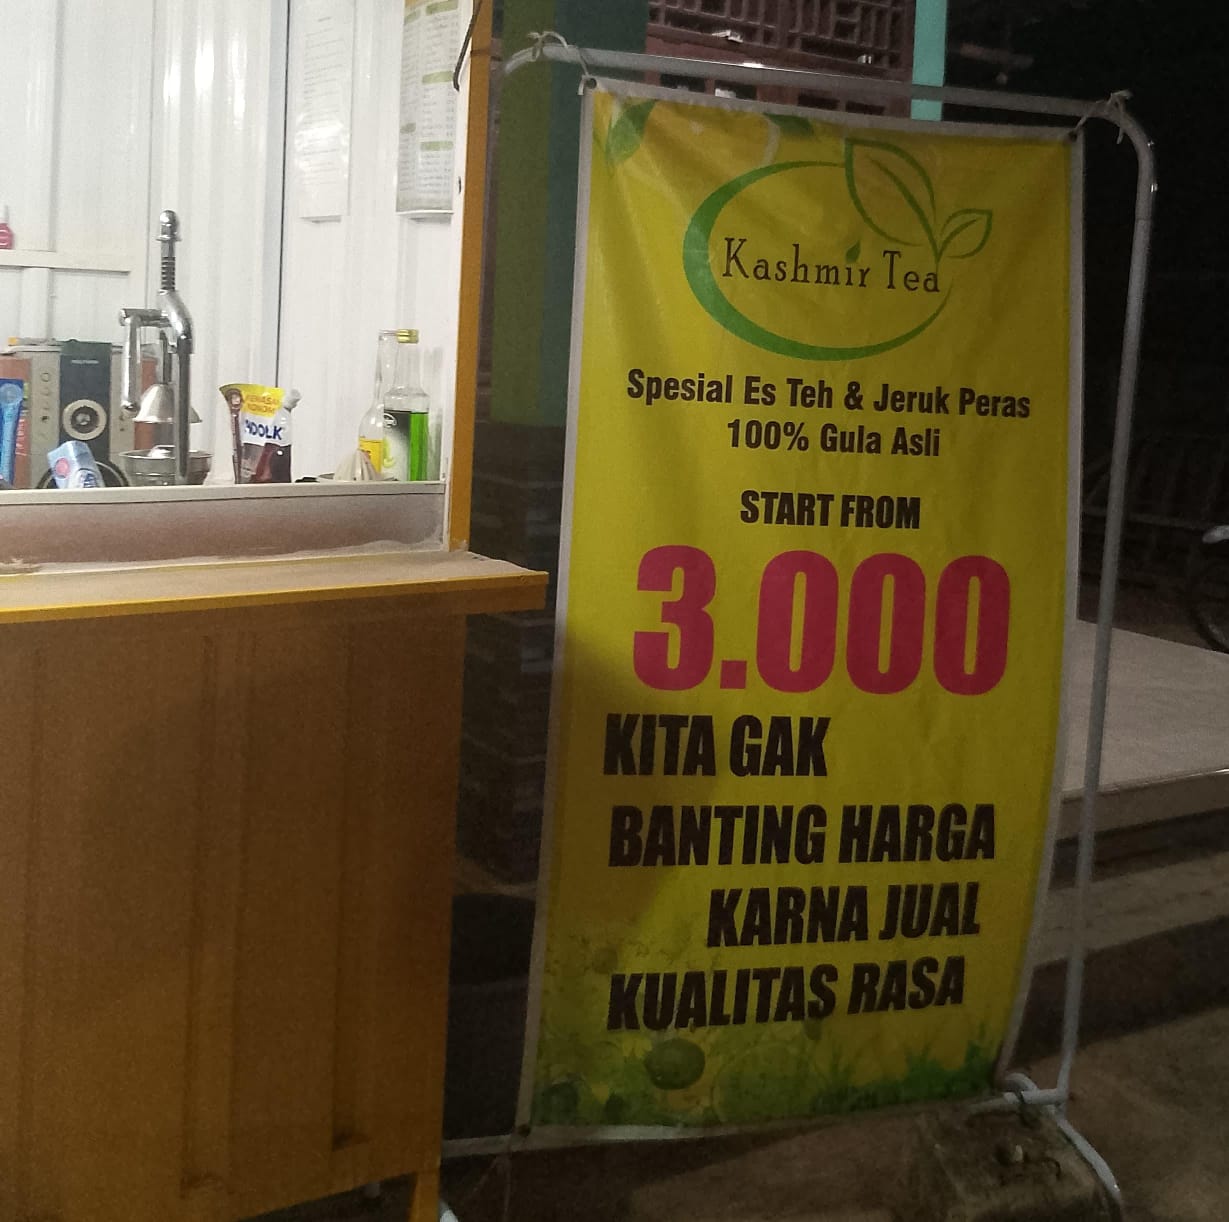 Kashmir Tea
Spesial Es Teh & Jeruk Peras
100% Gula Asli
START FROM
3.000
KITA GAK
BANTING HARGA
KARNA JUAL
KUALITAS RASA